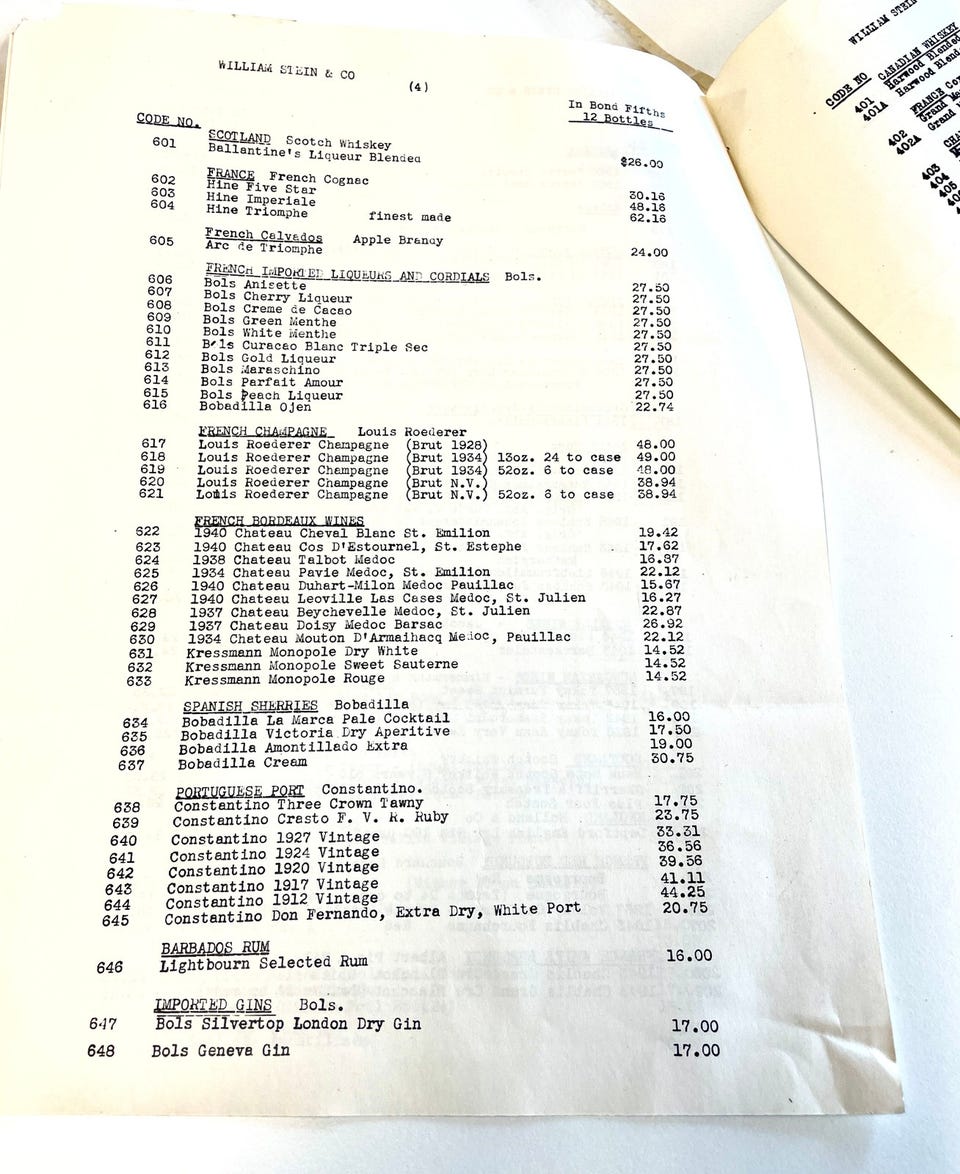 WILLIAM STEIN & CO
(4)
In Bond Fifths
CODE NO. 12 Bottles
SCOTLAND Scotch Whiskey
601 Ballantine's Liqueur Blended $26.00
FRANCE French Cognac
602 Hine Five Star 30.16
603 Hine Imperiale 48.16
604 Hine Triomphe finest made 62.16
French Calvados Apple Brandy
605 Arc de Triomphe 24.00
FRENCH IMPORTED LIQUEURS AND CORDIALS Bols.
606 Bols Anisette 27.50
607 Bols Cherry Liqueur 27.50
608 Bols Creme de Cacao 27.50
609 Bols Green Menthe 27.50
610 Bols White Menthe 27.50
611 Bols Curacao Blanc Triple Sec 27.50
612 Bols Gold Liqueur 27.50
613 Bols Maraschino 27.50
614 Bols Parfait Amour 27.50
615 Bols Peach Liqueur 27.50
616 Bobadilla Ojen 22.74
FRENCH CHAMPAGNE Louis Roederer
617 Louis Roederer Champagne (Brut 1928) 48.00
618 Louis Roederer Champagne (Brut 1934) 13oz. 24 to case 49.00
619 Louis Roederer Champagne (Brut 1934) 52oz. 6 to case 48.00
620 Louis Roederer Champagne (Brut N.V.) 38.94
621 Louis Roederer Champagne (Brut N.V.) 52oz. to case 38.94
FRENCH BORDEAUX WINES
622 1940 Chateau Cheval Blanc St. Emilion 19.42
623 1940 Chateau Cos D'Estournel, St. Estephe 17.62
624 1938 Chateau Talbot Medoc 16.87
625 1934 Chateau Pavie Medoc, St. Emilion 22.12
626 1940 Chateau Duhart-Milon Medoc Pauillac 15.67
627 1940 Chateau Leoville Las Cases Medoc, St. Julien 16.27
628 1937 Chateau Beychevelle Medoc, St. Julien 22.87
629 1937 Chateau Doisy Medoc Barsac 26.92
630 1934 Chateau Mouton D'Armaihacq Medoc, Pauillac 22.12
631 Kressmann Monopole Dry White 14.52
632 Kressmann Monopole Sweet Sauterne 14.52
633 Kressmann Monopole Rouge 14.52
SPANISH SHERRIES Bobadilla
634 Bobadilla La Marca Pale Cocktail 16.00
635 Bobadilla Victoria Dry Aperitive 17.50
636 Bobadilla Amontillado Extra 19.00
637 Bobadilla Cream 30.75
PORTUGUESE PORT Constantino.
638 Constantino Three Crown Tawny 17.75
639 Constantino Crasto F. V. R. Ruby 23.75
640 Constantino 1927 Vintage 33.31
641 Constantino 1924 Vintage 36.56
642 Constantino 1920 Vintage 39.56
643 Constantino 1917 Vintage 41.11
644 Constantino 1912 Vintage 44.25
645 Constantino Don Fernando, Extra Dry, White Port 20.75
BARBADOS RUM
646 Lightbourn Selected Rum 16.00
IMPORTED GINS Bols.
647 Bols Silvertop London Dry Gin 17.00
648 Bols Geneva Gin 17.00
WILLIAM STEIN
CODE NO
CANADIAN WHISKEY
401 Harwood Blended
401A Harwood Blen
FRANCE
402 Grand
402A Grand
403
404
405